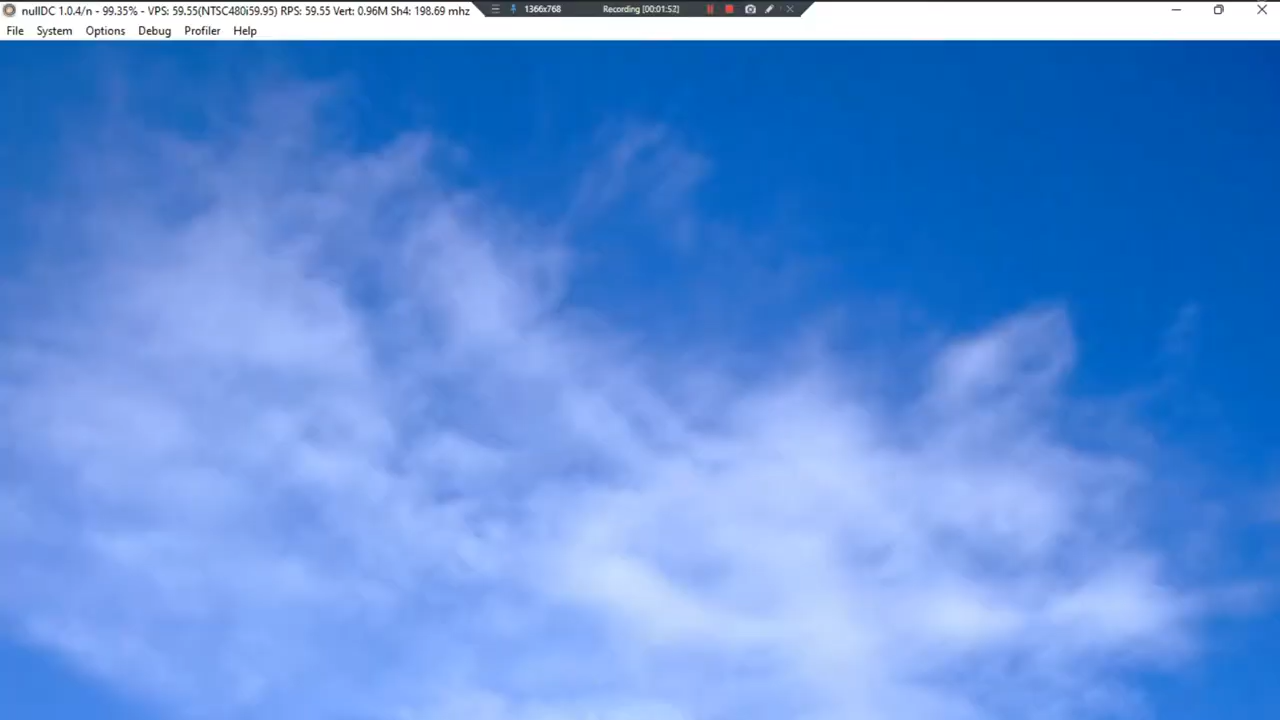 nullDC 1.0.4/n - 99.35% - VPS: 59.55(NTSC480i59.95) RPS: 59.55 Vert: 0.96M Sh4: 198.69 mhz
1366x768
Recording [00:01:52]
File System Options Debug Profiler Help